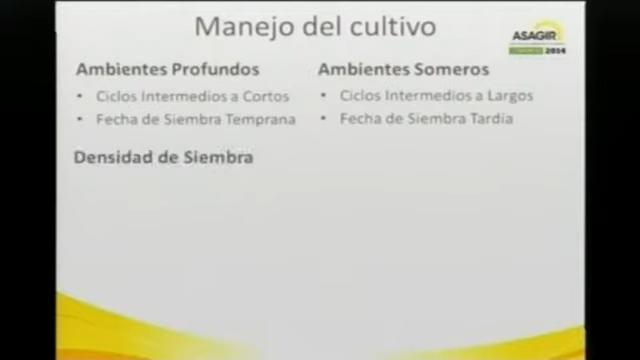 Manejo del cultivo
ASAGIR
2014
Ambientes Profundos
• Ciclos Intermedios a Cortos
• Fecha de Siembra Temprana
Ambientes Someros
• Ciclos Intermedios a Largos
• Fecha de Siembra Tardía
Densidad de Siembra